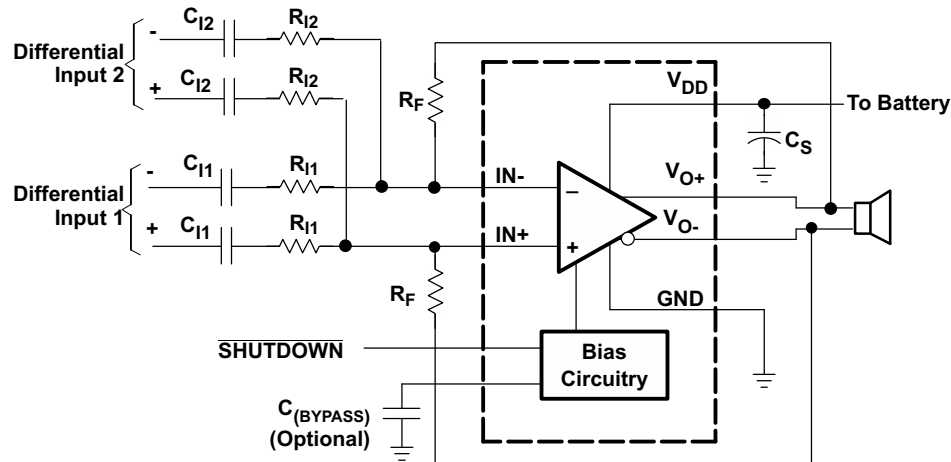 Differential
Input 2
-
C_I2
R_I2
+
C_I2
R_I2
Differential
Input 1
-
C_I1
R_I1
+
C_I1
R_I1
R_F
R_F
IN-
IN+
−
+
V_DD
To Battery
C_S
V_O+
V_O-
GND
S̅H̅U̅T̅D̅O̅W̅N̅
Bias
Circuitry
C_(BYPASS)
(Optional)